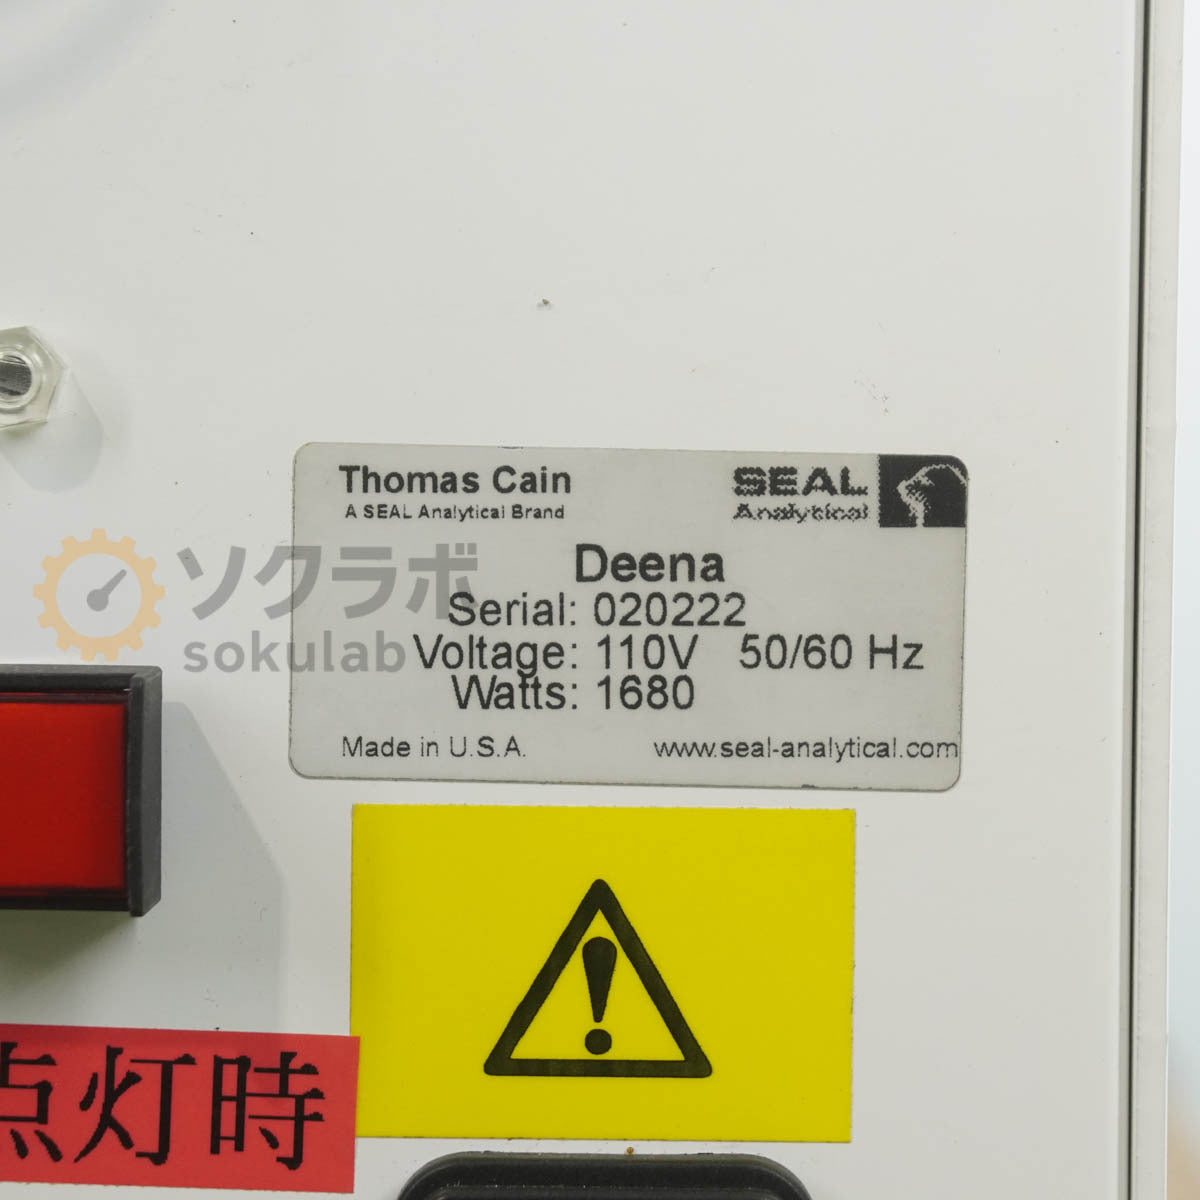 Thomas Cain
A SEAL Analytical Brand
SEAL
Analytical
Deena
Serial: 020222
Voltage: 110V 50/60 Hz
Watts: 1680
Made in U.S.A.
www.seal-analytical.com
ソクラボ
sokulab
点灯時